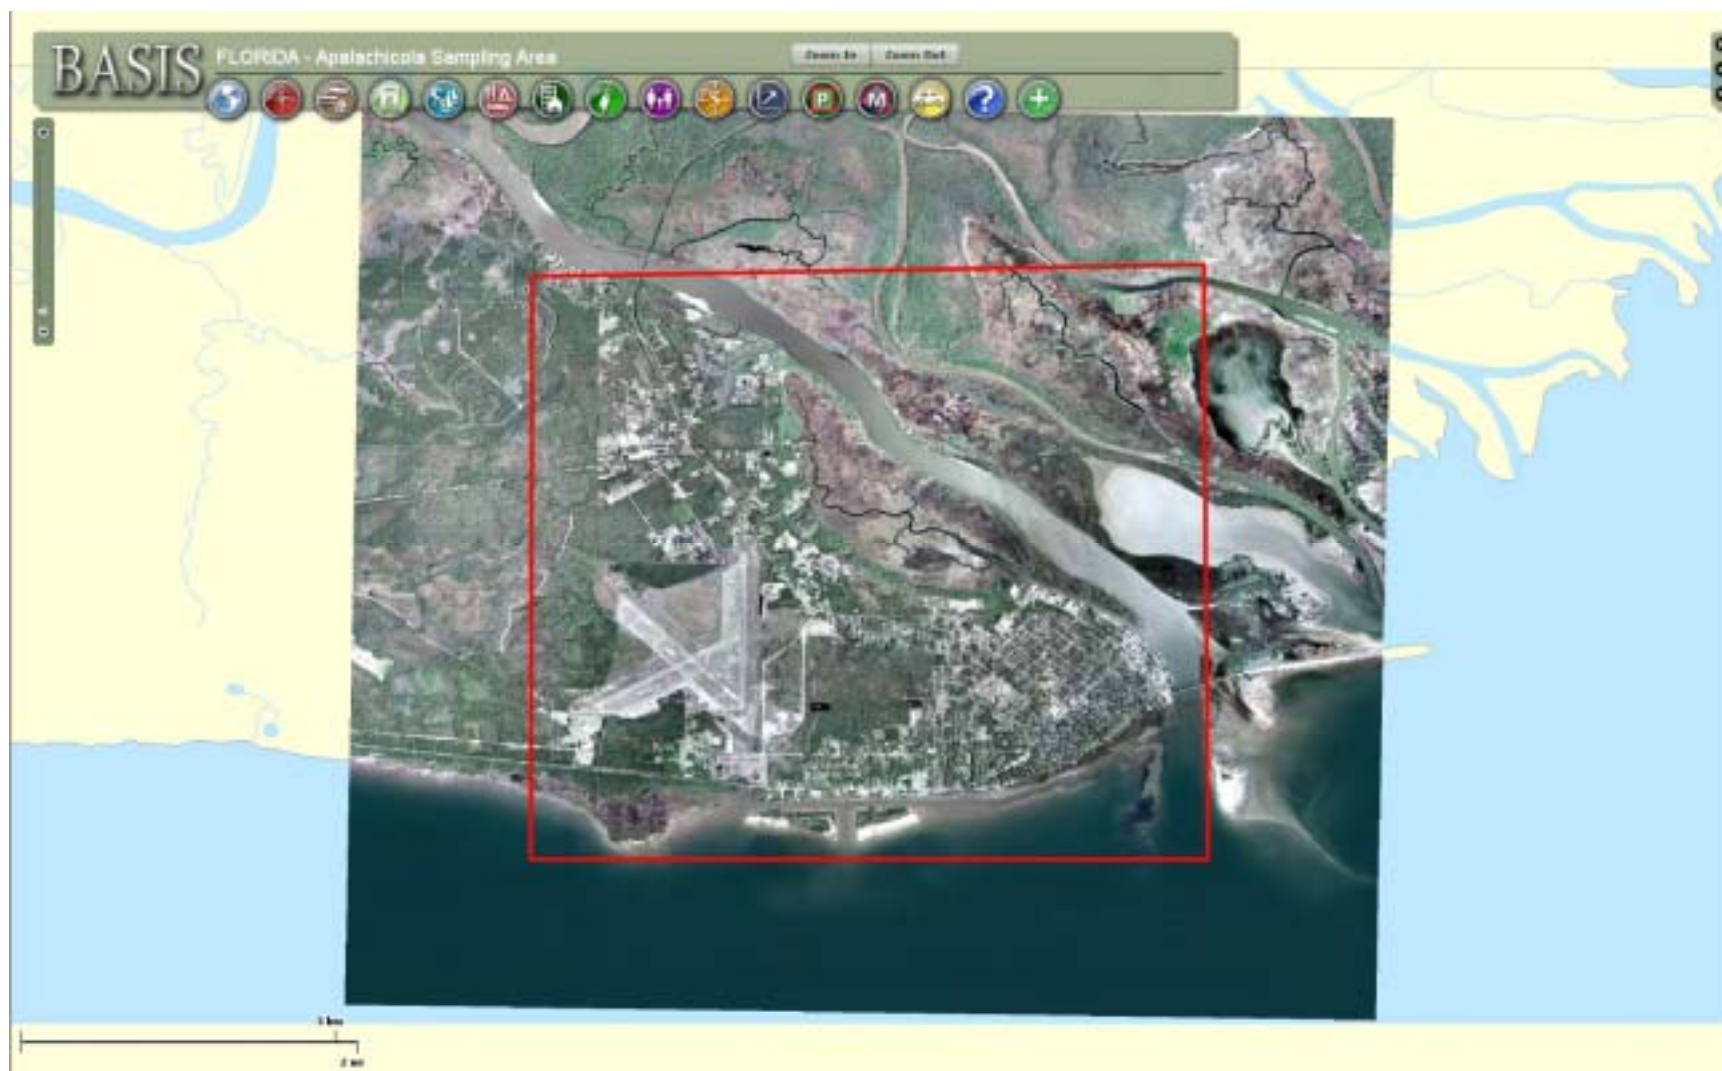 BASIS
FLORIDA - Apalachicola Sampling Area
Zoom In
Zoom Out
P
M
?